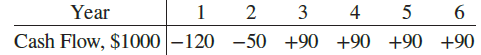 Year 1 2 3 4 5 6
Cash Flow, $1000 −120 −50 +90 +90 +90 +90